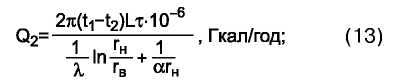 Q₂= 2π(t₁−t₂)Lτ·10⁻⁶ / (1/λ ln rн/rв + 1/αrн) , Гкал/год; (13)